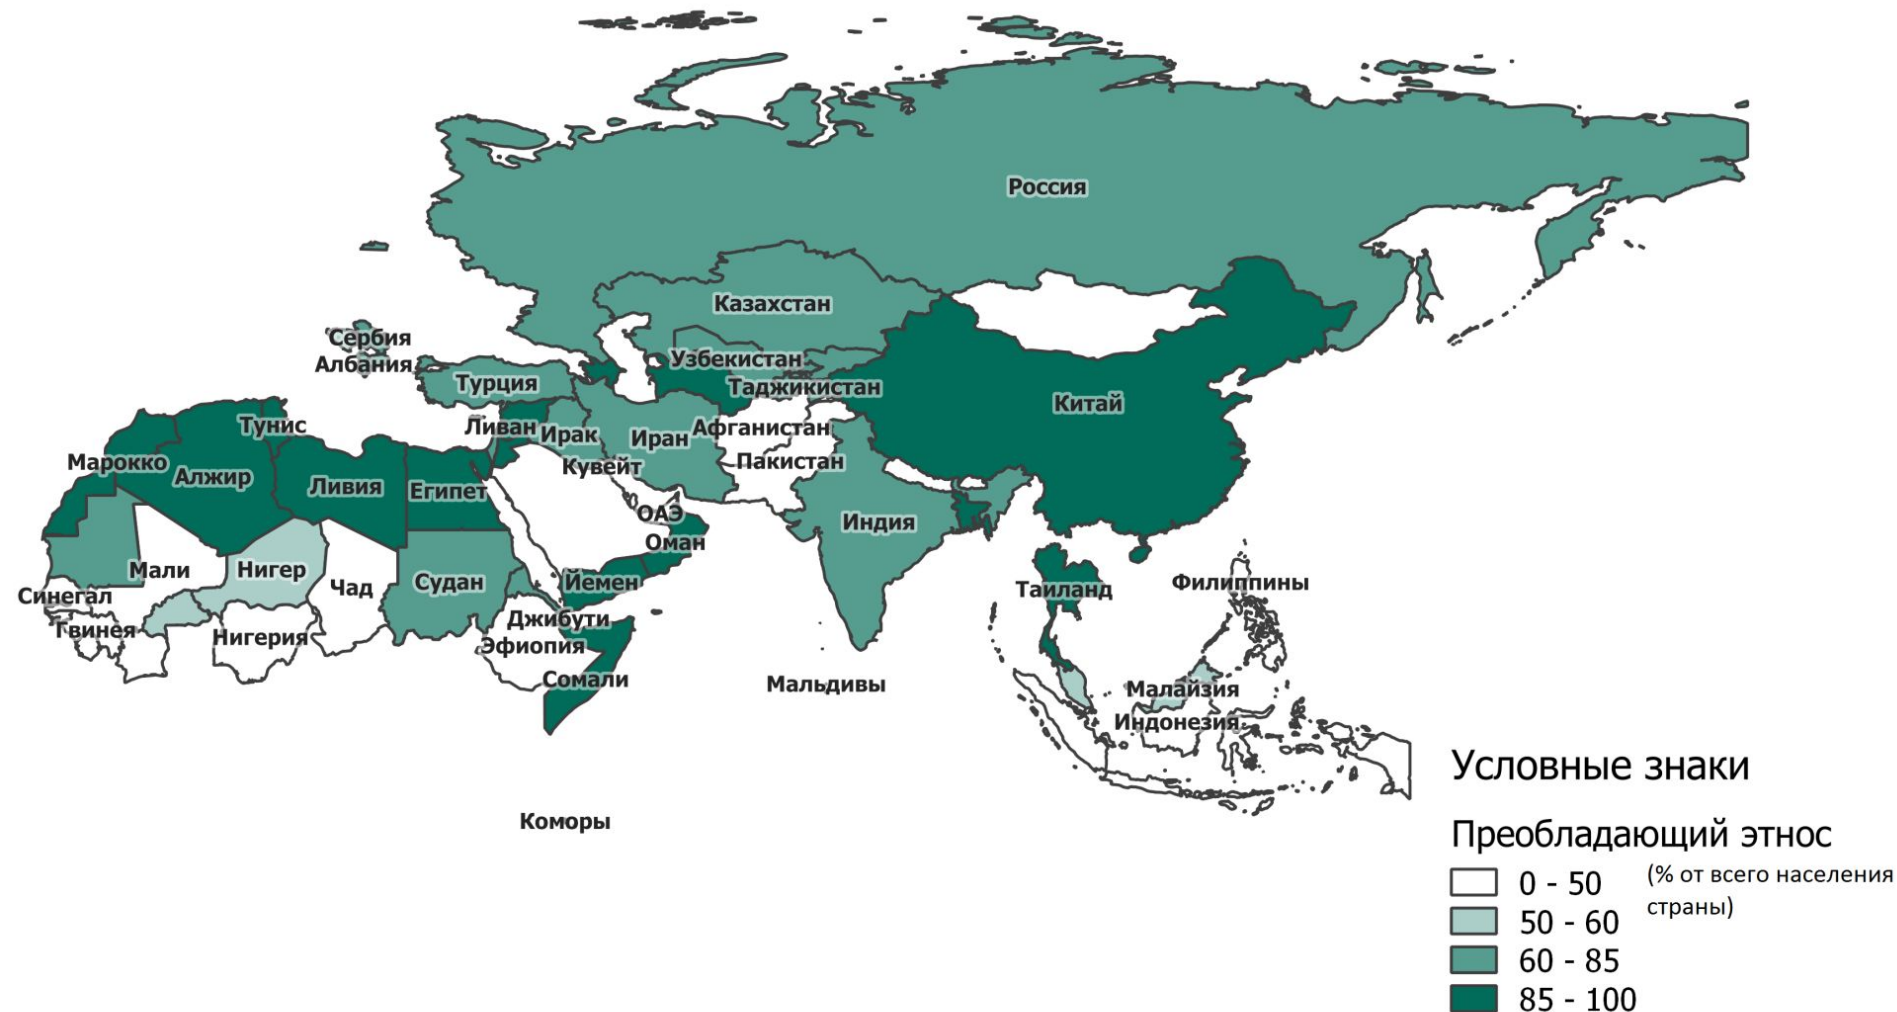 Россия
Казахстан
Сербия
Албания
Узбекистан
Турция
Таджикистан
Китай
Тунис
Ливан
Ирак
Иран
Афганистан
Марокко
Алжир
Ливия
Египет
Кувейт
Пакистан
ОАЭ
Индия
Оман
Мали
Нигер
Чад
Судан
Йемен
Таиланд
Филиппины
Синегал
Гвинея
Нигерия
Джибути
Эфиопия
Сомали
Мальдивы
Малайзия
Индонезия
Коморы
Условные знаки
Преобладающий этнос
0 - 50
(% от всего населения
страны)
50 - 60
60 - 85
85 - 100